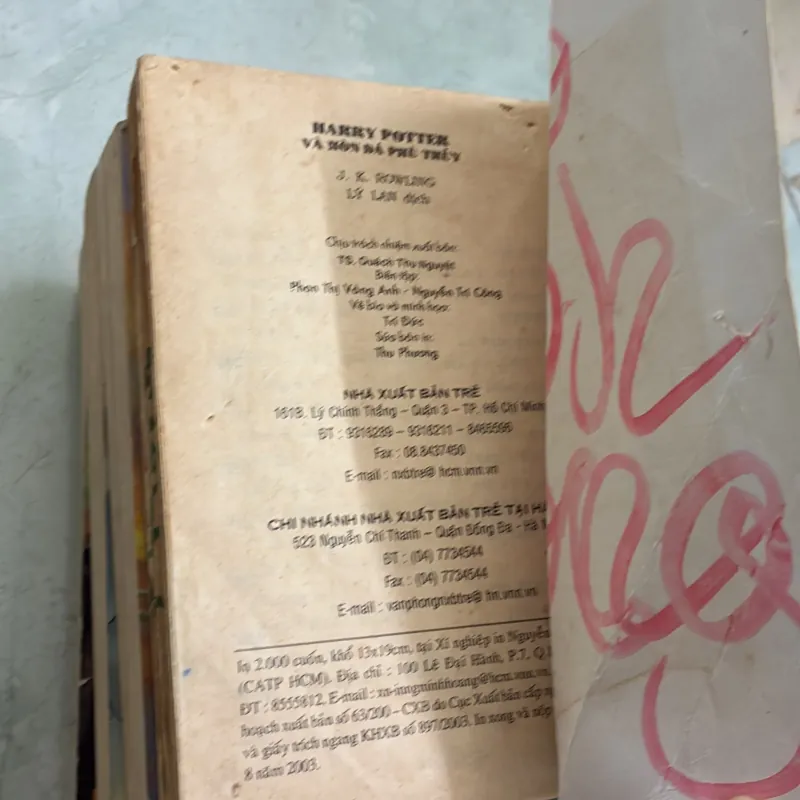 HARRY POTTER
VÀ HÒN ĐÁ PHÙ THỦY
J. K. ROWLING
LÝ LAN dịch
Chịu trách nhiệm xuất bản:
TS. Quách Thu Nguyệt
Biên tập:
Phan Thị Vàng Anh - Nguyễn Trí Công
Vẽ bìa và minh họa:
Trí Đức
Sửa bản in:
Thu Phương
NHÀ XUẤT BẢN TRẺ
161B. Lý Chính Thắng – Quận 3 – TP. Hồ Chí Minh
ĐT : 9316289 – 9316211 – 8465596
Fax : 08.8437450
E-mail : nxbtre@ hcm.vnn.vn
CHI NHÁNH NHÀ XUẤT BẢN TRẺ TẠI HÀ
523 Nguyễn Chí Thanh – Quận Đống Đa - Hà
ĐT : (04) 7734544
Fax : (04) 7734544
E-mail : vanphongnxbtre@ hn.vnn.vn
In 2.000 cuốn, khổ 13x19cm, tại Xí nghiệp in Nguyễn
(CATP HCM). Địa chỉ : 100 Lê Đại Hành, P.7, Q.
ĐT : 8555812. E-mail : xn-inngminhhoang@hcm.vnn.vn.
hoạch xuất bản số 63/200 – CXB do Cục Xuất bản cấp
và giấy trích ngang KHXB số 897/2003. In xong và nộp
8 năm 2003.